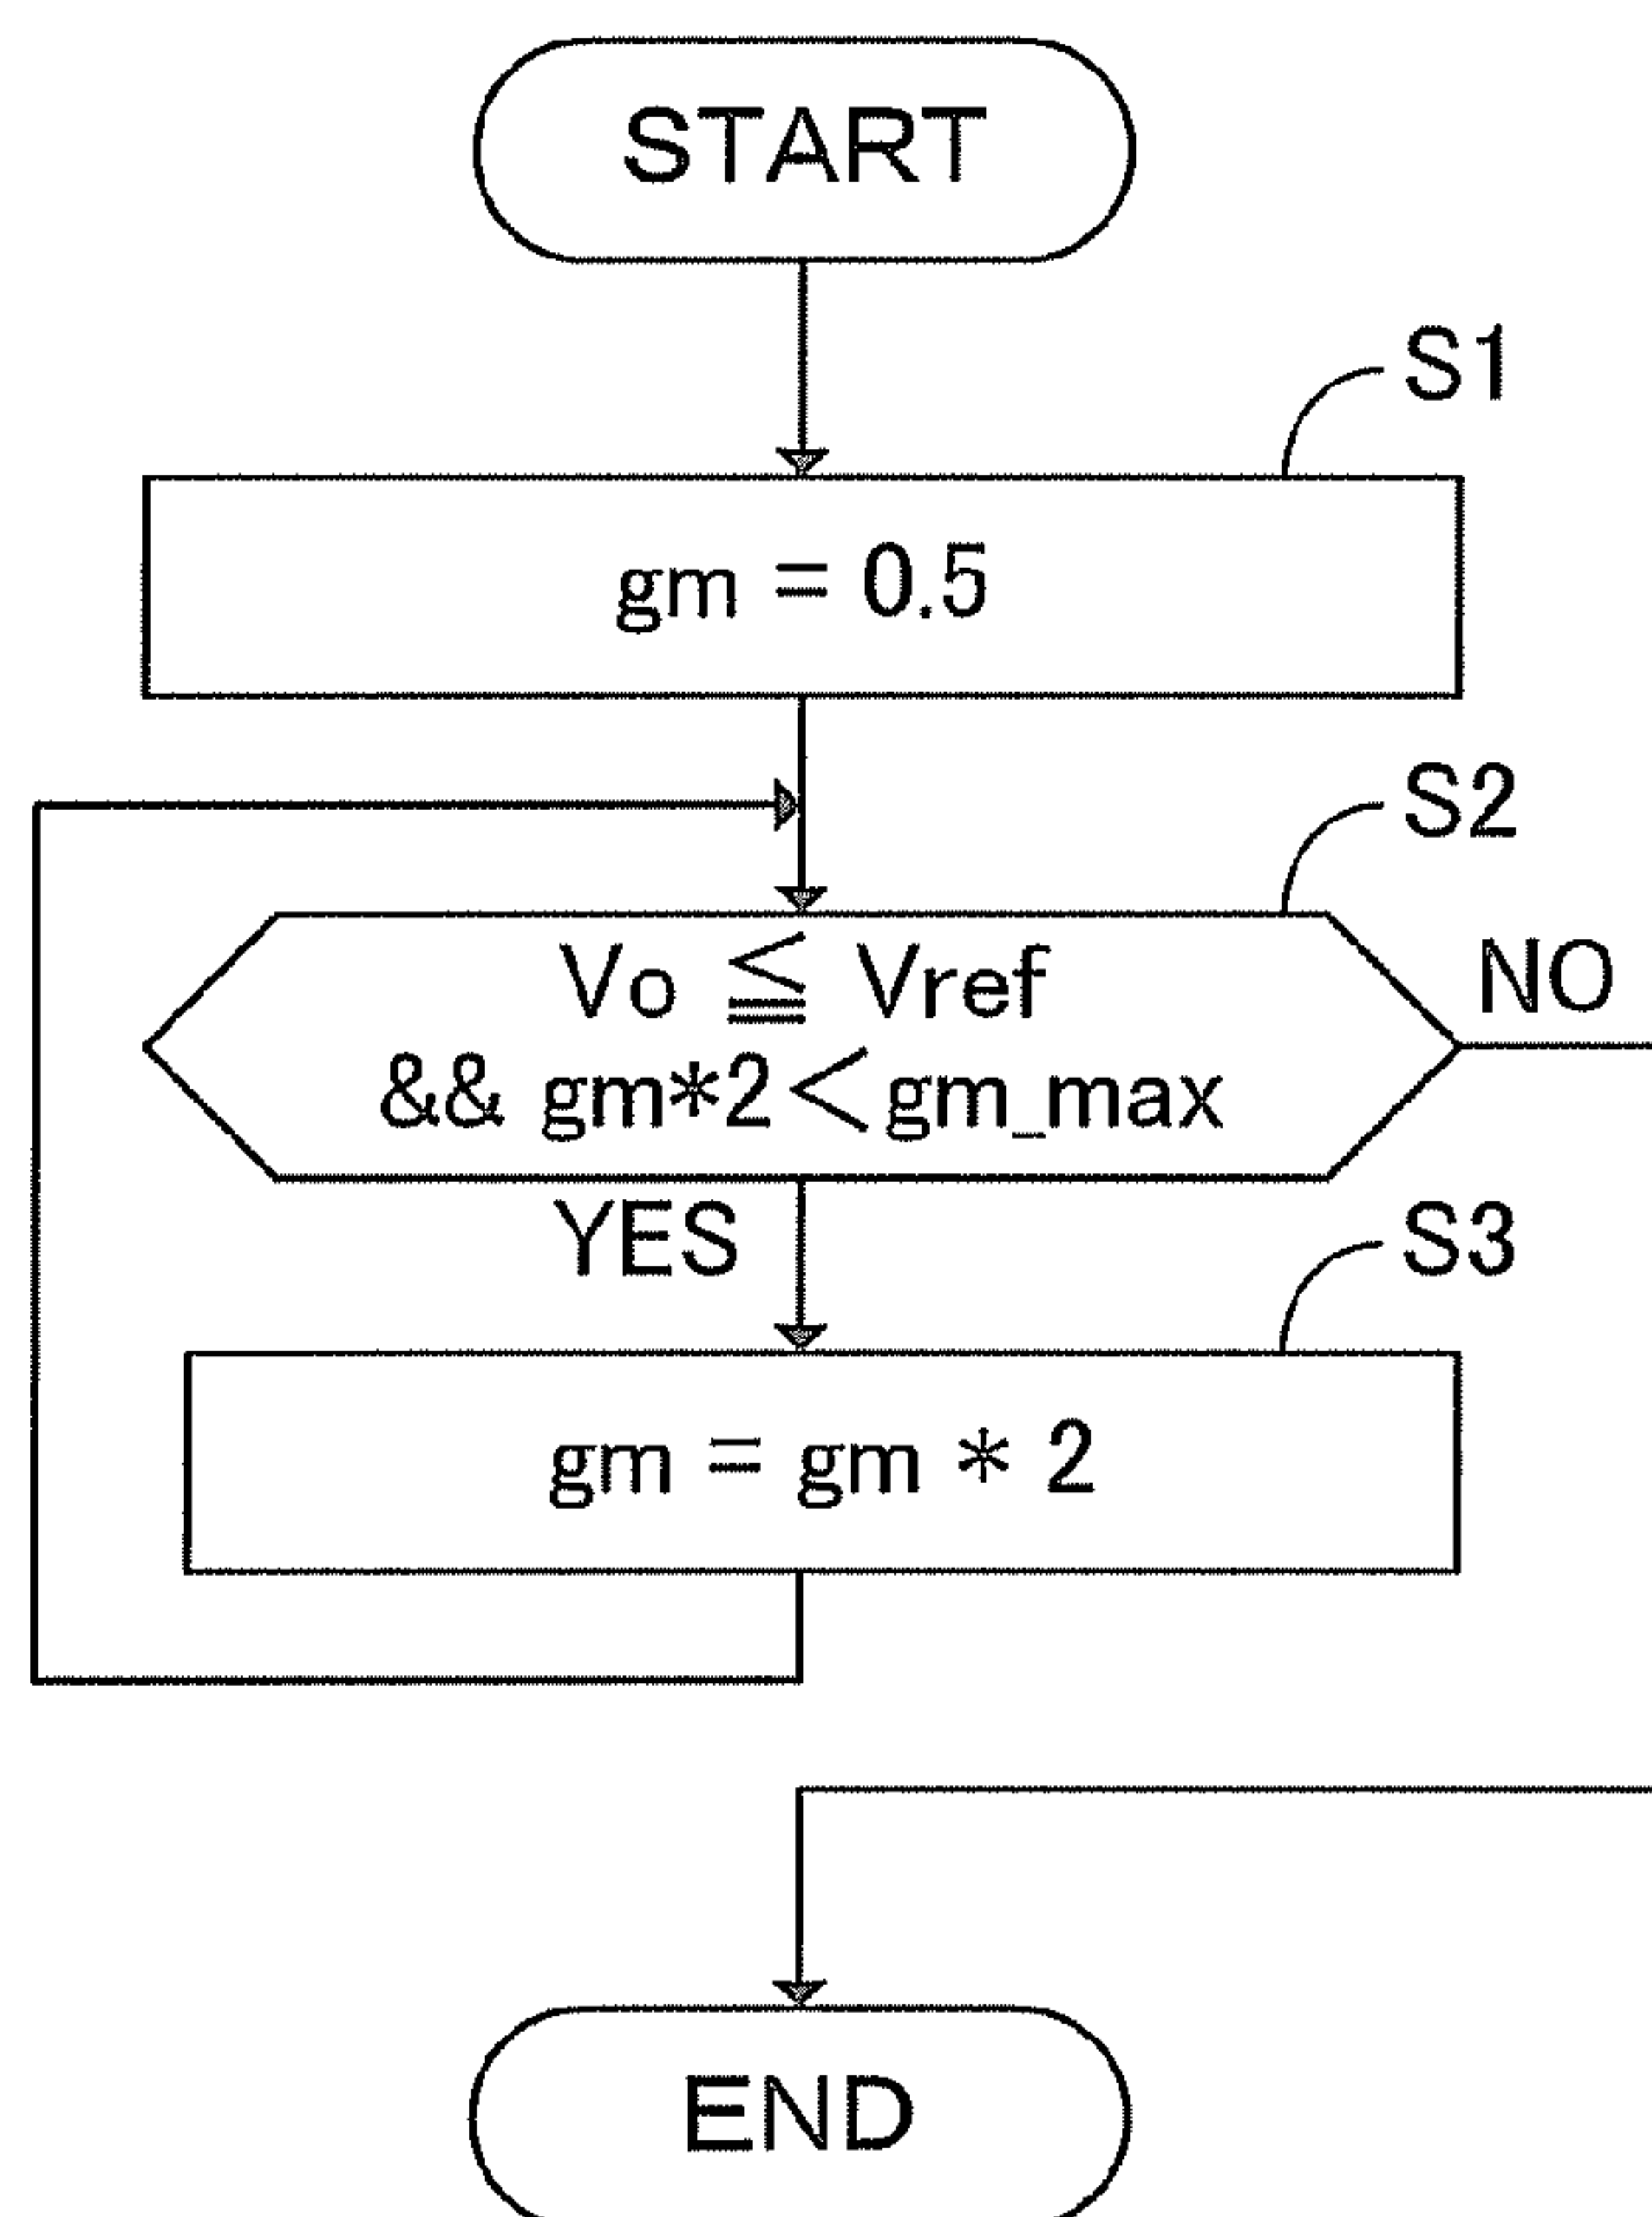 START
S1
gm = 0.5
S2
Vo ≦ Vref
NO
&& gm*2<gm_max
YES
S3
gm = gm * 2
END